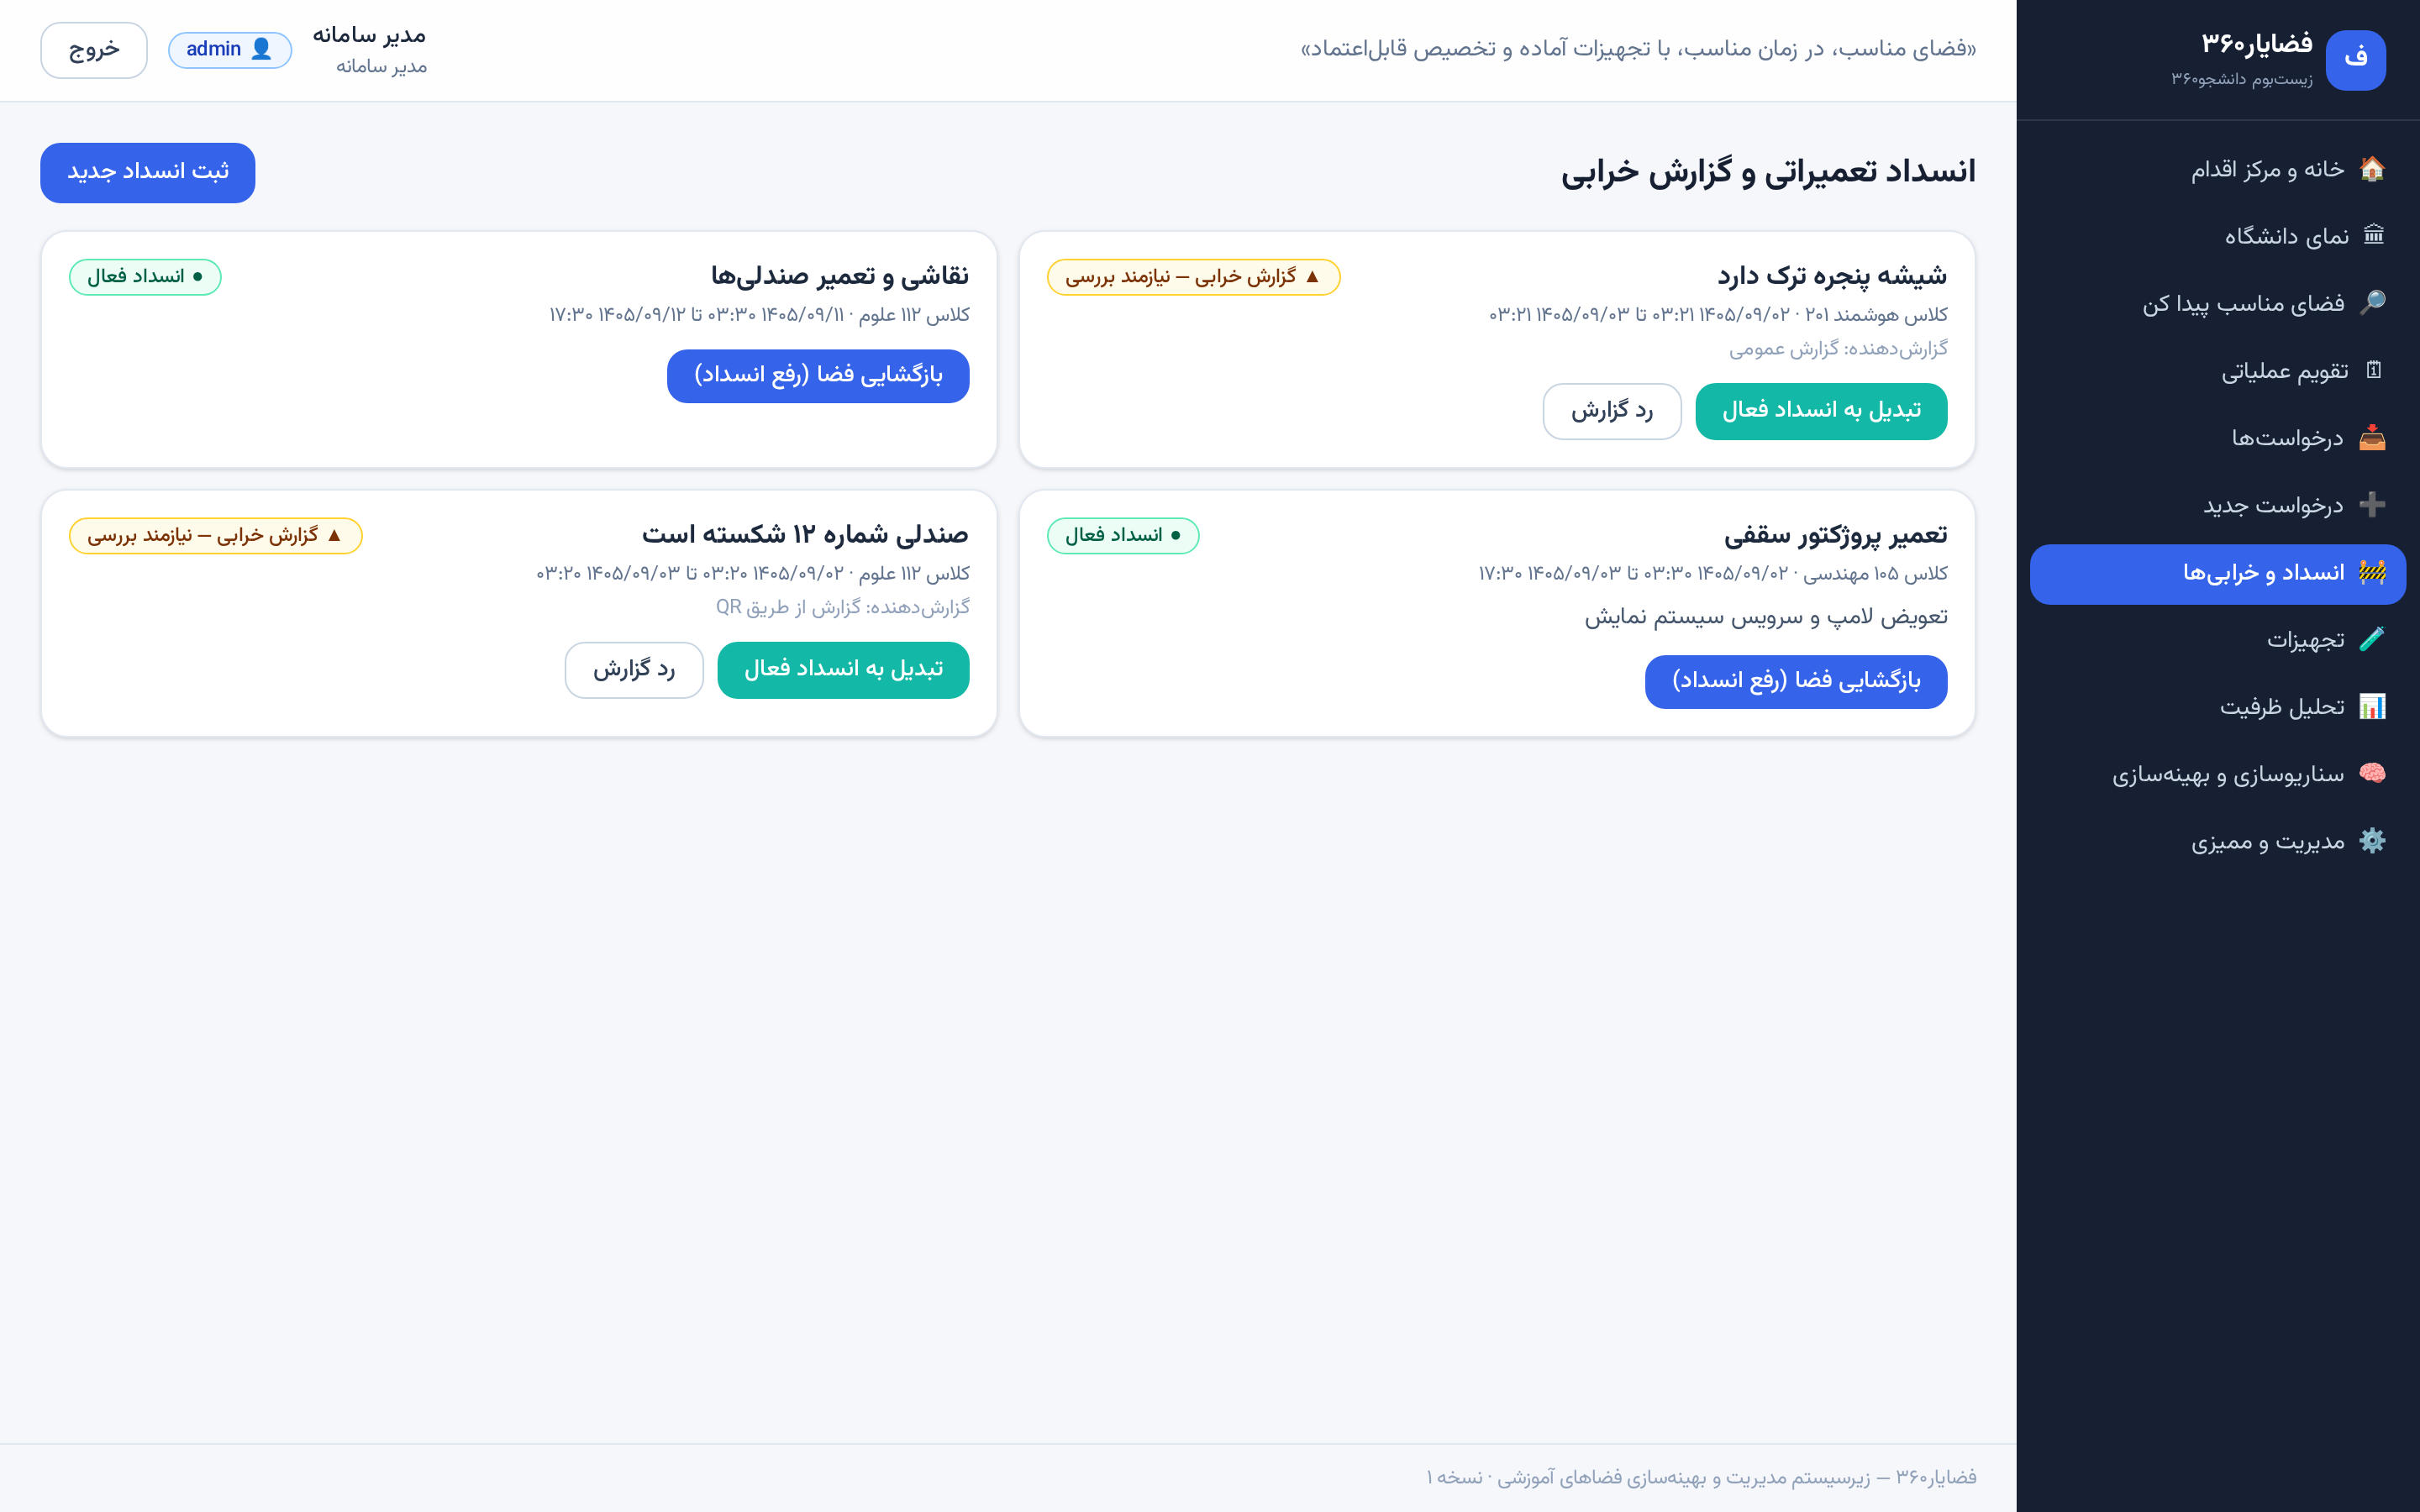 ف
فضایار۳۶۰
زیست‌بوم دانشجو۳۶۰
🏠 خانه و مرکز اقدام
🏛 نمای دانشگاه
🔎 فضای مناسب پیدا کن
🗓 تقویم عملیاتی
📥 درخواست‌ها
➕ درخواست جدید
🚧 انسداد و خرابی‌ها
🧪 تجهیزات
📊 تحلیل ظرفیت
🧠 سناریوسازی و بهینه‌سازی
⚙️ مدیریت و ممیزی
«فضای مناسب، در زمان مناسب، با تجهیزات آماده و تخصیص قابل‌اعتماد»
مدیر سامانه
مدیر سامانه
👤 admin
خروج
انسداد تعمیراتی و گزارش خرابی
ثبت انسداد جدید
شیشه پنجره ترک دارد
▲ گزارش خرابی — نیازمند بررسی
کلاس هوشمند ۲۰۱ · ۱۴۰۵/۰۹/۰۲ ۰۳:۲۱ تا ۱۴۰۵/۰۹/۰۳ ۰۳:۲۱
گزارش‌دهنده: گزارش عمومی
تبدیل به انسداد فعال
رد گزارش
نقاشی و تعمیر صندلی‌ها
● انسداد فعال
کلاس ۱۱۲ علوم · ۱۴۰۵/۰۹/۱۱ ۰۳:۳۰ تا ۱۴۰۵/۰۹/۱۲ ۱۷:۳۰
بازگشایی فضا (رفع انسداد)
تعمیر پروژکتور سقفی
● انسداد فعال
کلاس ۱۰۵ مهندسی · ۱۴۰۵/۰۹/۰۲ ۰۳:۳۰ تا ۱۴۰۵/۰۹/۰۳ ۱۷:۳۰
تعویض لامپ و سرویس سیستم نمایش
بازگشایی فضا (رفع انسداد)
صندلی شماره ۱۲ شکسته است
▲ گزارش خرابی — نیازمند بررسی
کلاس ۱۱۲ علوم · ۱۴۰۵/۰۹/۰۲ ۰۳:۲۰ تا ۱۴۰۵/۰۹/۰۳ ۰۳:۲۰
گزارش‌دهنده: گزارش از طریق QR
تبدیل به انسداد فعال
رد گزارش
فضایار۳۶۰ — زیرسیستم مدیریت و بهینه‌سازی فضاهای آموزشی · نسخه ۱